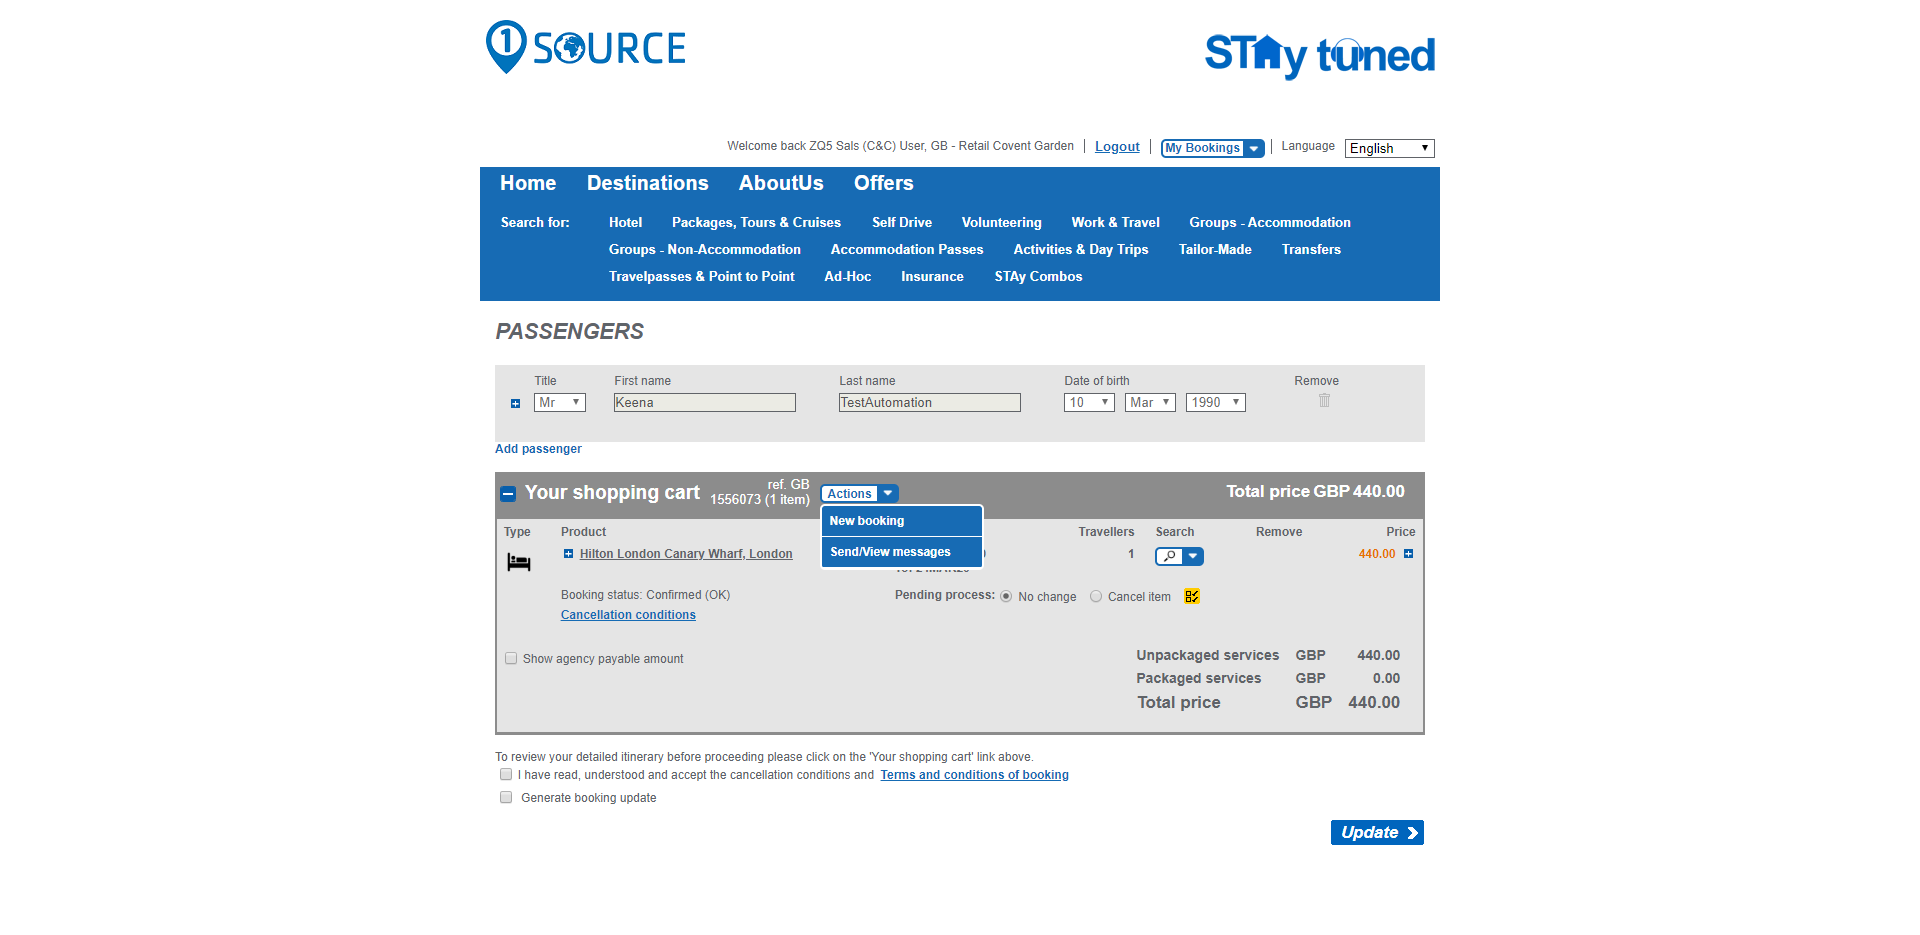 1 SOURCE
STAy tuned
Welcome back ZQ5 Sals (C&C) User, GB - Retail Covent Garden Logout My Bookings Language English
Home Destinations AboutUs Offers
Search for: Hotel Packages, Tours & Cruises Self Drive Volunteering Work & Travel Groups - Accommodation
Groups - Non-Accommodation Accommodation Passes Activities & Day Trips Tailor-Made Transfers
Travelpasses & Point to Point Ad-Hoc Insurance STAy Combos
PASSENGERS
Title First name Last name Date of birth Remove
Mr Keena TestAutomation 10 Mar 1990
Add passenger
Your shopping cart ref. GB 1556073 (1 item) Actions Total price GBP 440.00
New booking
Send/View messages
Type Product Travellers Search Remove Price
Hilton London Canary Wharf, London 1 440.00
Booking status: Confirmed (OK) Pending process: No change Cancel item
Cancellation conditions
Show agency payable amount
Unpackaged services GBP 440.00
Packaged services GBP 0.00
Total price GBP 440.00
To review your detailed itinerary before proceeding please click on the 'Your shopping cart' link above.
I have read, understood and accept the cancellation conditions and Terms and conditions of booking
Generate booking update
Update